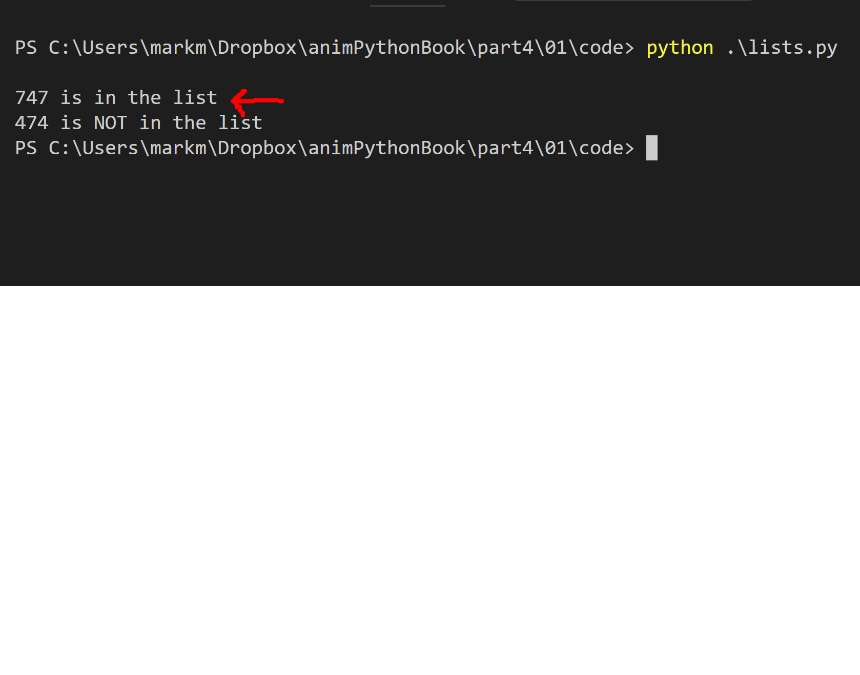 PS C:\Users\markm\Dropbox\animPythonBook\part4\01\code> python .\lists.py
747 is in the list
474 is NOT in the list
PS C:\Users\markm\Dropbox\animPythonBook\part4\01\code>